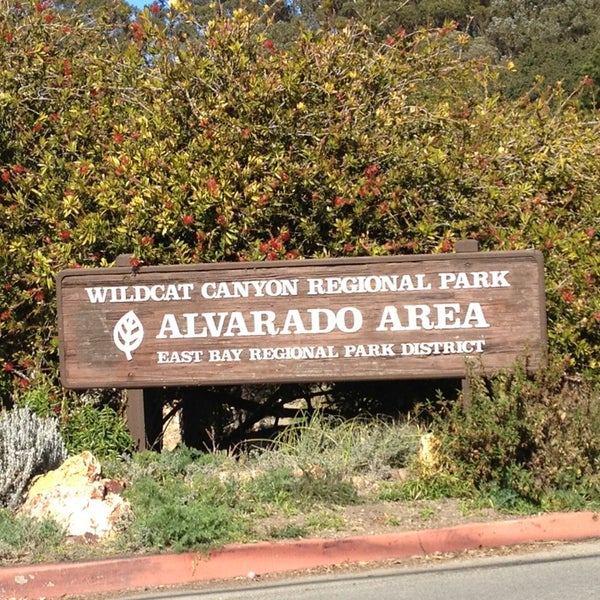 WILDCAT CANYON REGIONAL PARK
ALVARADO AREA
EAST BAY REGIONAL PARK DISTRICT